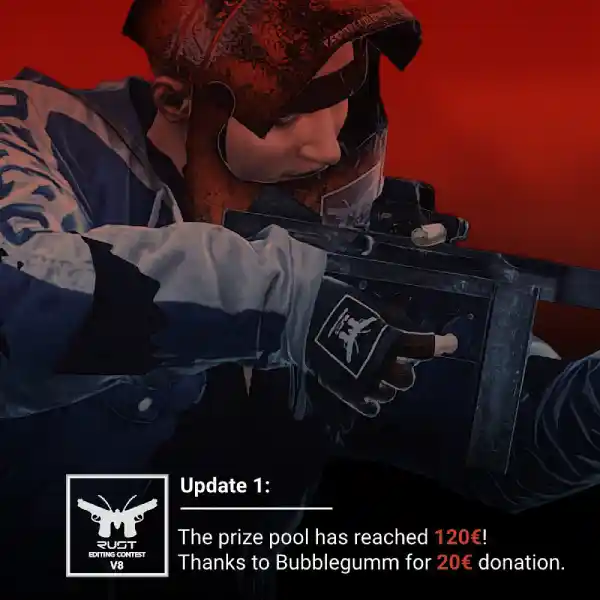 Update 1:
The prize pool has reached 120€!
Thanks to Bubblegumm for 20€ donation.
RUST
EDITING CONTEST
V8